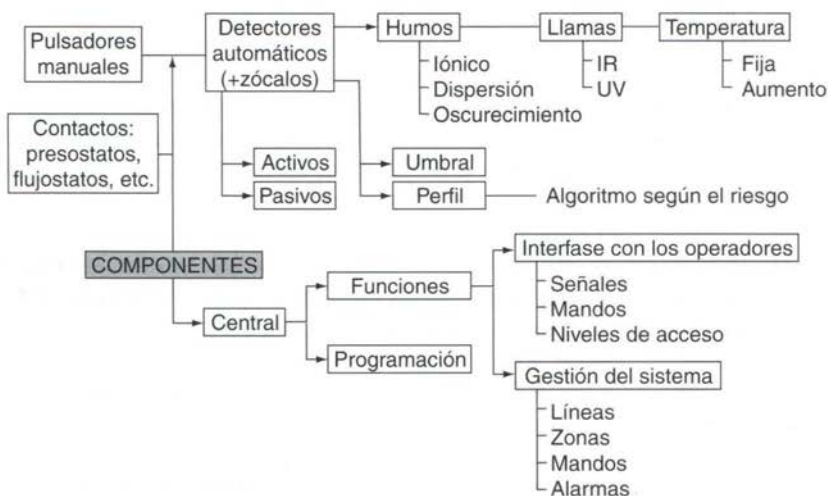 Pulsadores
manuales
Detectores
automáticos
(+zócalos)
Humos
Llamas
Temperatura
Iónico
Dispersión
Oscurecimiento
IR
UV
Fija
Aumento
Contactos:
presostatos,
flujostatos, etc.
Activos
Pasivos
Umbral
Perfil
Algoritmo según el riesgo
COMPONENTES
Central
Funciones
Programación
Interfase con los operadores
Señales
Mandos
Niveles de acceso
Gestión del sistema
Líneas
Zonas
Mandos
Alarmas